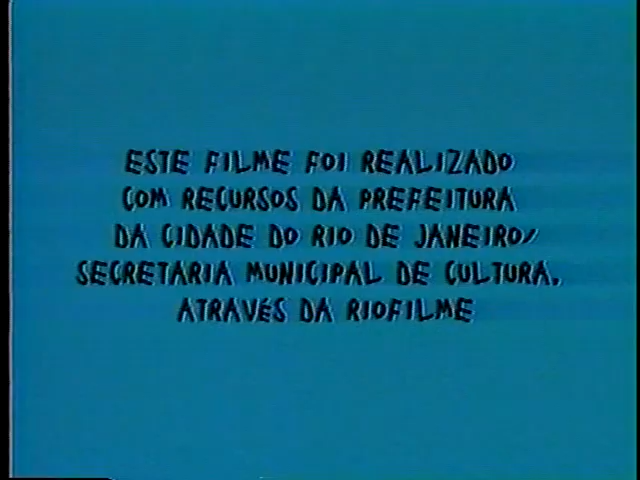 ESTE FILME FOI REALIZADO
COM RECURSOS DA PREFEITURA
DA CIDADE DO RIO DE JANEIRO/
SECRETARIA MUNICIPAL DE CULTURA,
ATRAVÉS DA RIOFILME